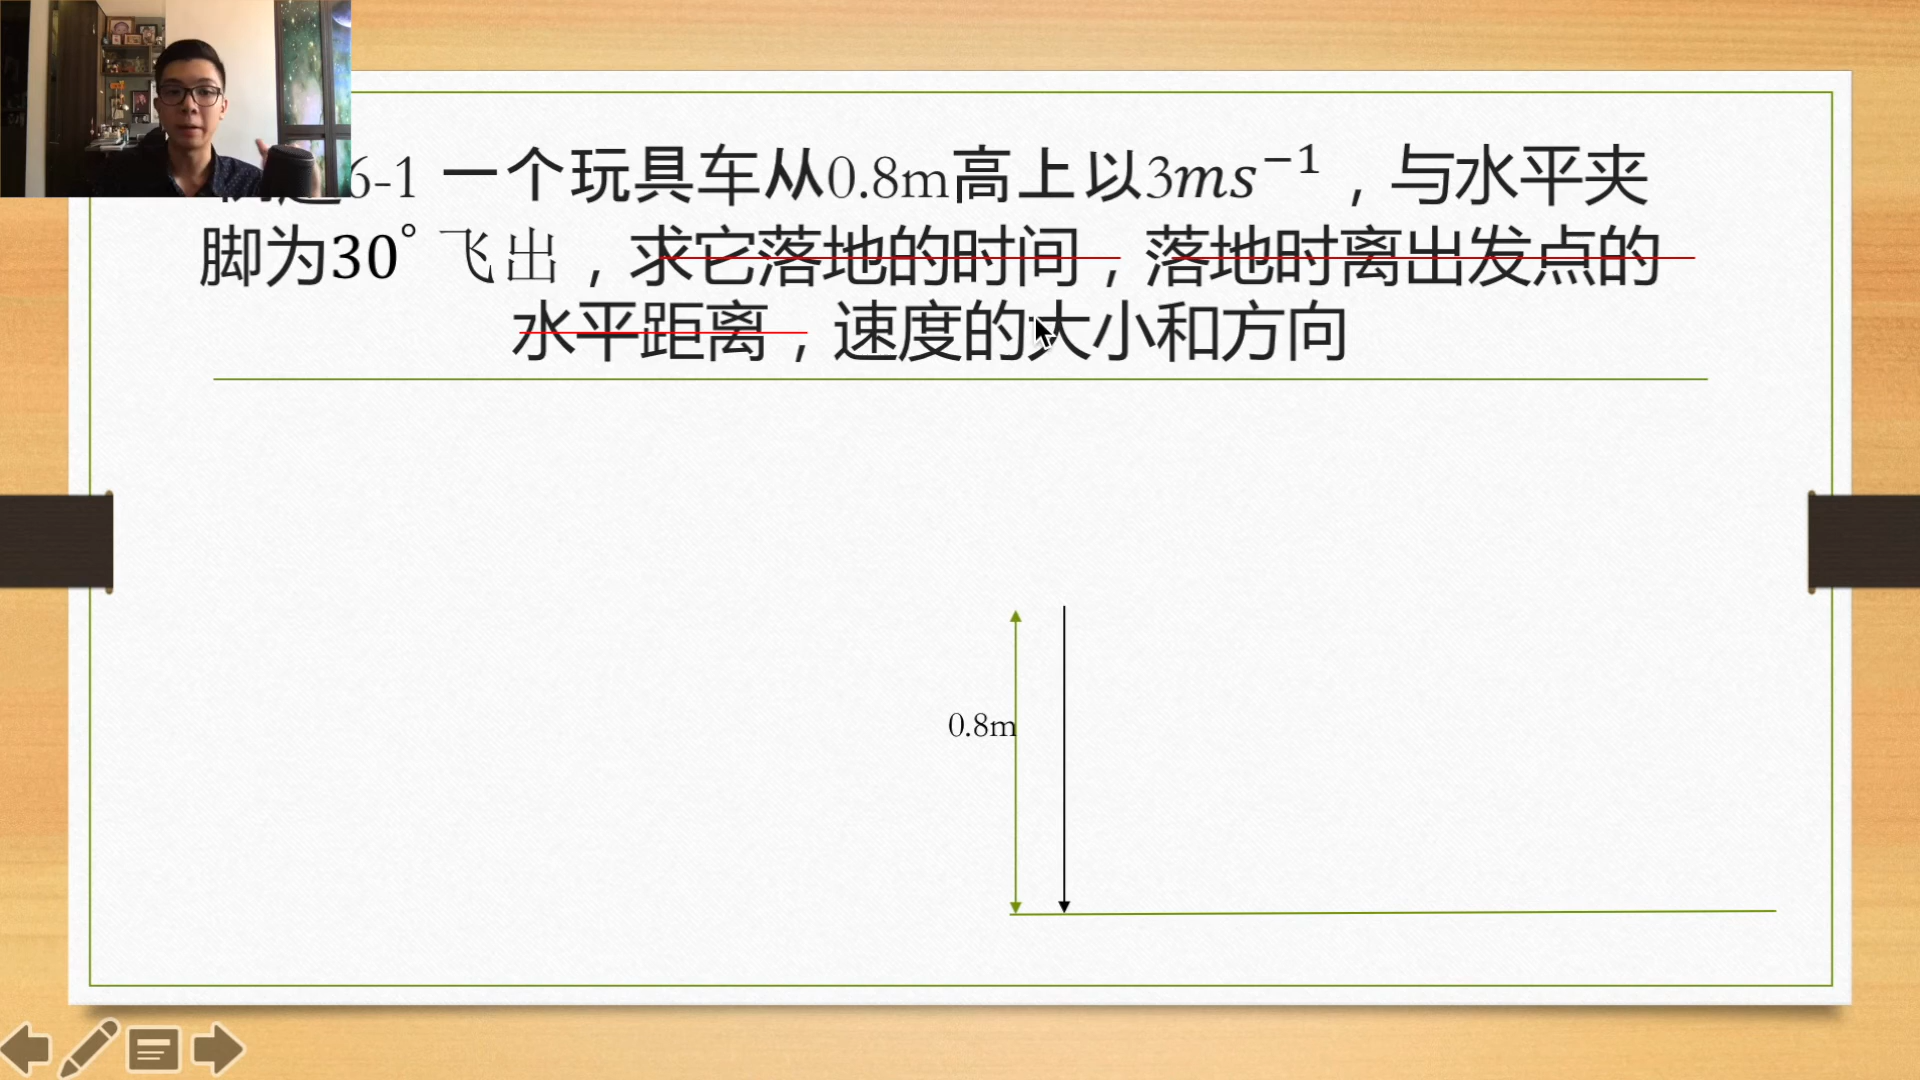 6-1 一个玩具车从0.8m高上以3ms⁻¹，与水平夹
脚为30°飞出，求它落地的时间，落地时离出发点的
水平距离，速度的大小和方向
0.8m